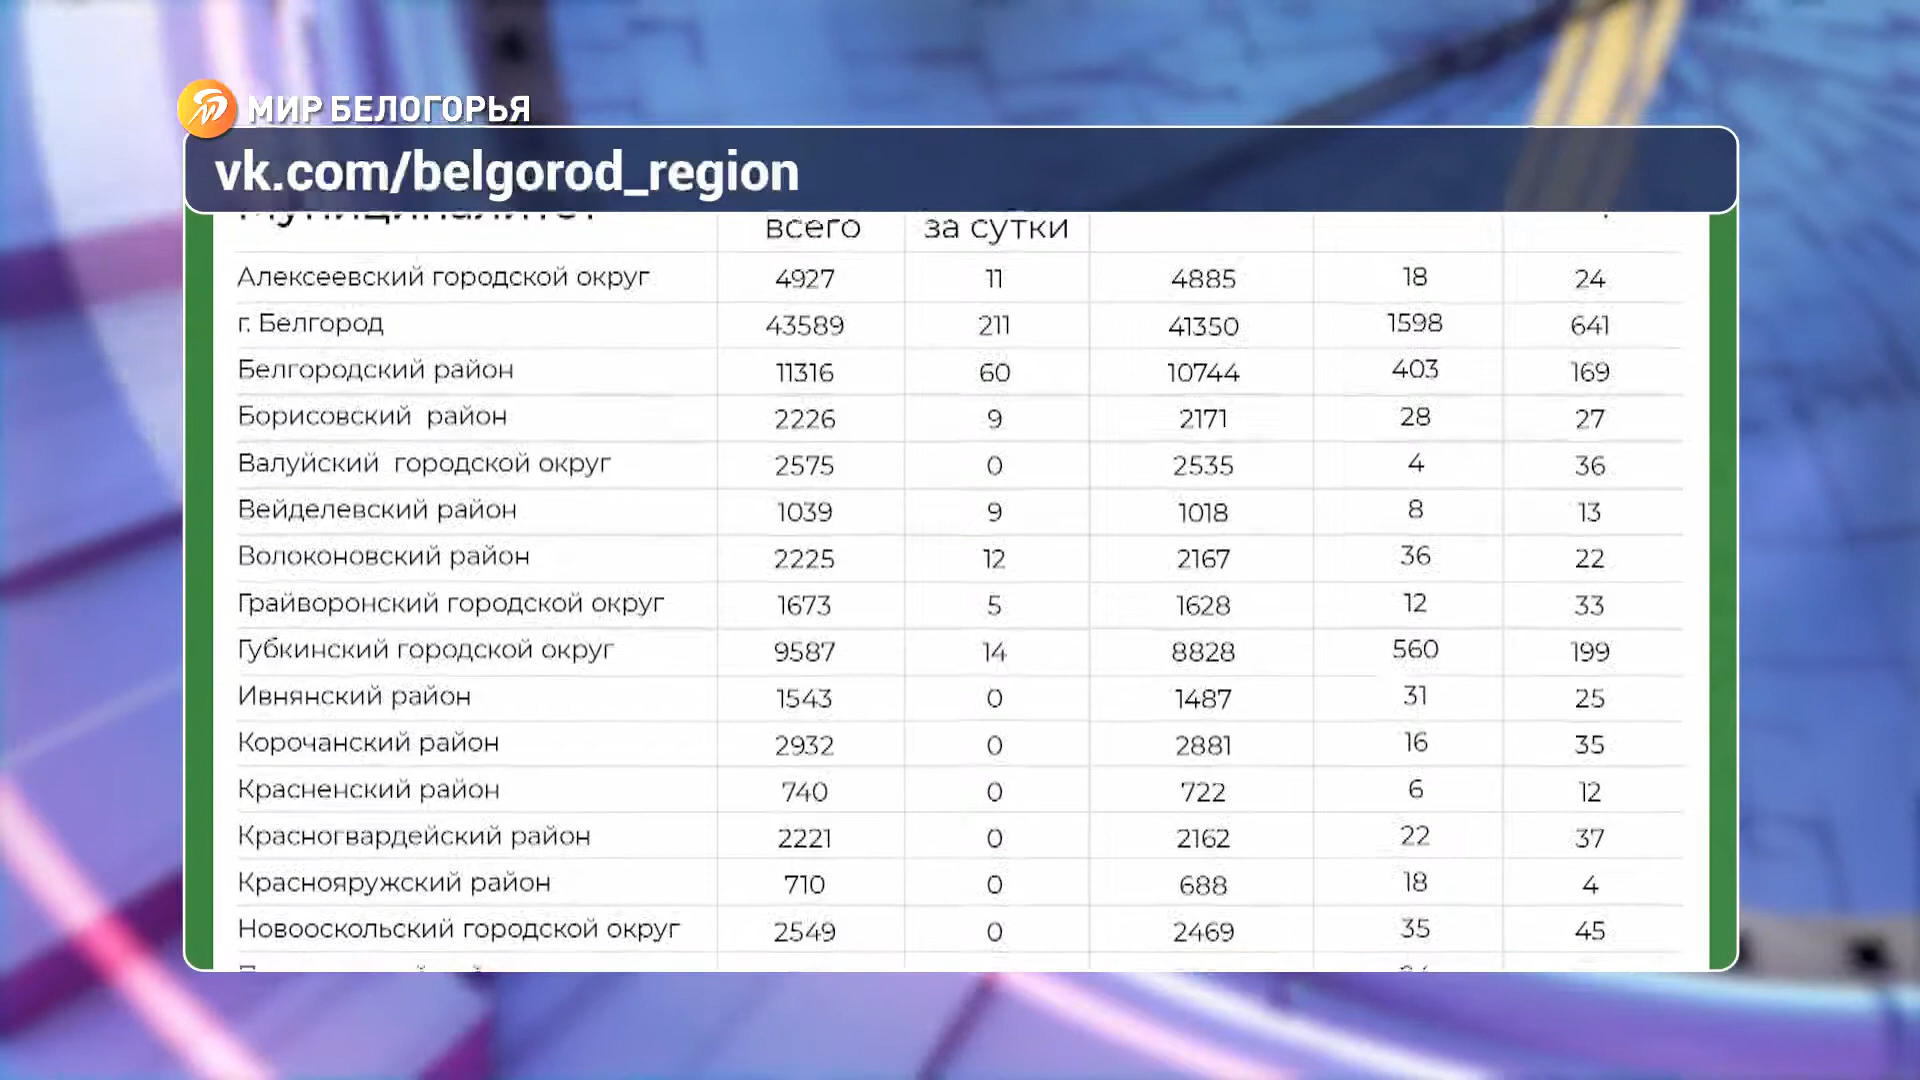 МИР БЕЛОГОРЬЯ
vk.com/belgorod_region
Муниципалитет всего за сутки
Алексеевский городской округ 4927 11 4885 18 24
г. Белгород 43589 211 41350 1598 641
Белгородский район 11316 60 10744 403 169
Борисовский район 2226 9 2171 28 27
Валуйский городской округ 2575 0 2535 4 36
Вейделевский район 1039 9 1018 8 13
Волоконовский район 2225 12 2167 36 22
Грайворонский городской округ 1673 5 1628 12 33
Губкинский городской округ 9587 14 8828 560 199
Ивнянский район 1543 0 1487 31 25
Корочанский район 2932 0 2881 16 35
Красненский район 740 0 722 6 12
Красногвардейский район 2221 0 2162 22 37
Краснояружский район 710 0 688 18 4
Новооскольский городской округ 2549 0 2469 35 45